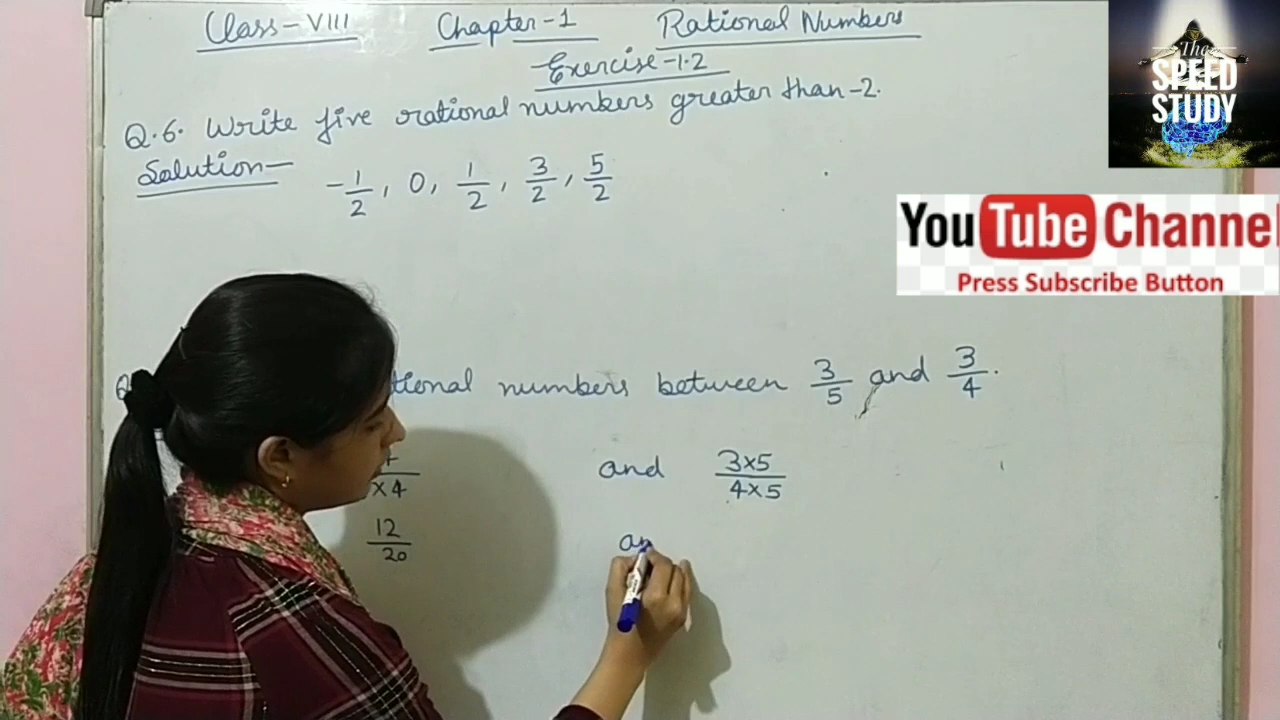 Class-VIII Chapter-1 Rational Numbers
Exercise-1.2
Q.6. Write five rational numbers greater than -2.
Solution- -1/2, 0, 1/2, 3/2, 5/2
numbers between 3/5 and 3/4.
×4 and 3×5/4×5
12/20
The
SPEED
STUDY
YouTube Channel
Press Subscribe Button